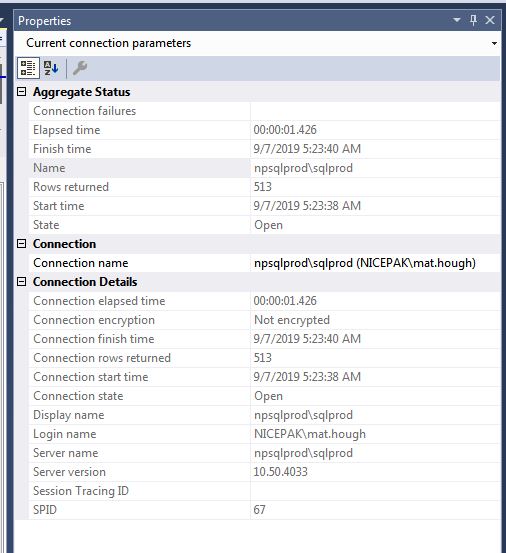 Properties
Current connection parameters
Aggregate Status
Connection failures
Elapsed time 00:00:01.426
Finish time 9/7/2019 5:23:40 AM
Name npsqlprod\sqlprod
Rows returned 513
Start time 9/7/2019 5:23:38 AM
State Open
Connection
Connection name npsqlprod\sqlprod (NICEPAK\mat.hough)
Connection Details
Connection elapsed time 00:00:01.426
Connection encryption Not encrypted
Connection finish time 9/7/2019 5:23:40 AM
Connection rows returned 513
Connection start time 9/7/2019 5:23:38 AM
Connection state Open
Display name npsqlprod\sqlprod
Login name NICEPAK\mat.hough
Server name npsqlprod\sqlprod
Server version 10.50.4033
Session Tracing ID
SPID 67